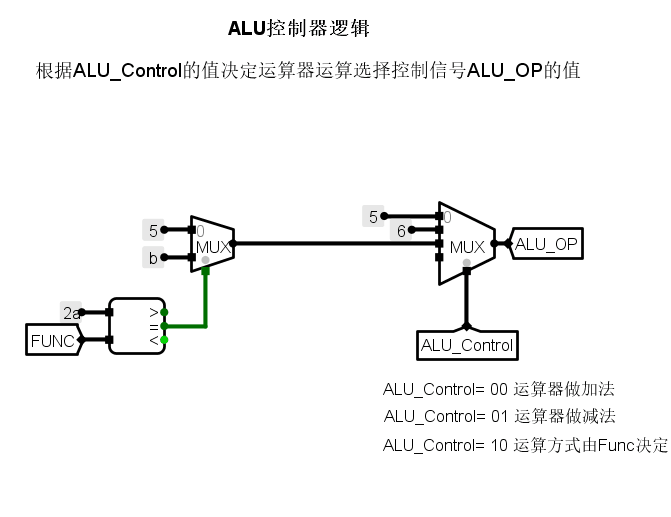 ALU控制器逻辑
根据ALU_Control的值决定运算器运算选择控制信号ALU_OP的值
5
0
6
5
0
MUX
b
MUX
ALU_OP
2a
>
=
<
FUNC
ALU_Control
ALU_Control= 00 运算器做加法
ALU_Control= 01 运算器做减法
ALU_Control= 10 运算方式由Func决定